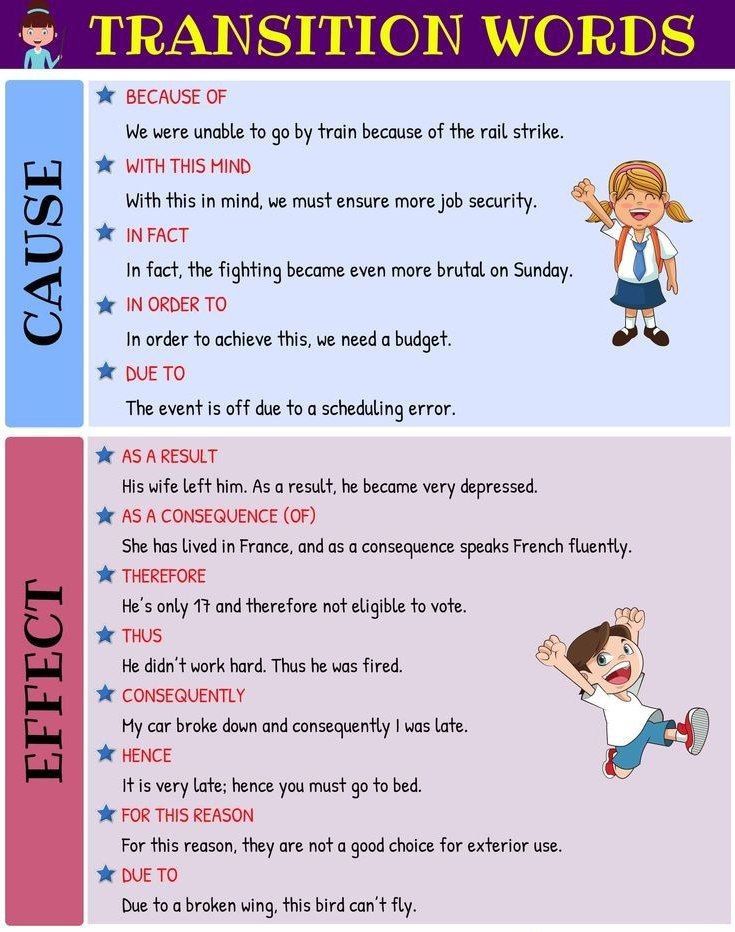 TRANSITION WORDS
CAUSE
BECAUSE OF
We were unable to go by train because of the rail strike.
WITH THIS MIND
With this in mind, we must ensure more job security.
IN FACT
In fact, the fighting became even more brutal on Sunday.
IN ORDER TO
In order to achieve this, we need a budget.
DUE TO
The event is off due to a scheduling error.
EFFECT
AS A RESULT
His wife left him. As a result, he became very depressed.
AS A CONSEQUENCE (OF)
She has lived in France, and as a consequence speaks French fluently.
THEREFORE
He's only 17 and therefore not eligible to vote.
THUS
He didn't work hard. Thus he was fired.
CONSEQUENTLY
My car broke down and consequently I was late.
HENCE
It is very late; hence you must go to bed.
FOR THIS REASON
For this reason, they are not a good choice for exterior use.
DUE TO
Due to a broken wing, this bird can't fly.